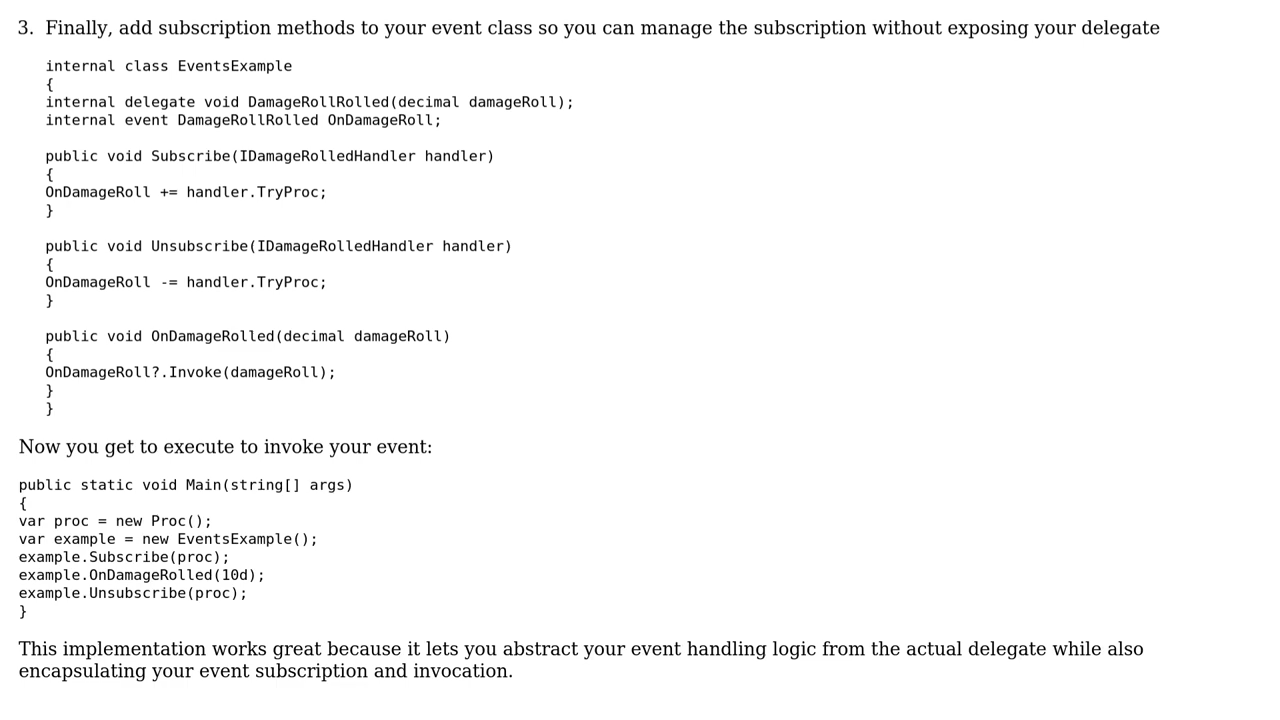 3. Finally, add subscription methods to your event class so you can manage the subscription without exposing your delegate
internal class EventsExample
{
internal delegate void DamageRollRolled(decimal damageRoll);
internal event DamageRollRolled OnDamageRoll;
public void Subscribe(IDamageRolledHandler handler)
{
OnDamageRoll += handler.TryProc;
}
public void Unsubscribe(IDamageRolledHandler handler)
{
OnDamageRoll -= handler.TryProc;
}
public void OnDamageRolled(decimal damageRoll)
{
OnDamageRoll?.Invoke(damageRoll);
}
}
Now you get to execute to invoke your event:
public static void Main(string[] args)
{
var proc = new Proc();
var example = new EventsExample();
example.Subscribe(proc);
example.OnDamageRolled(10d);
example.Unsubscribe(proc);
}
This implementation works great because it lets you abstract your event handling logic from the actual delegate while also
encapsulating your event subscription and invocation.